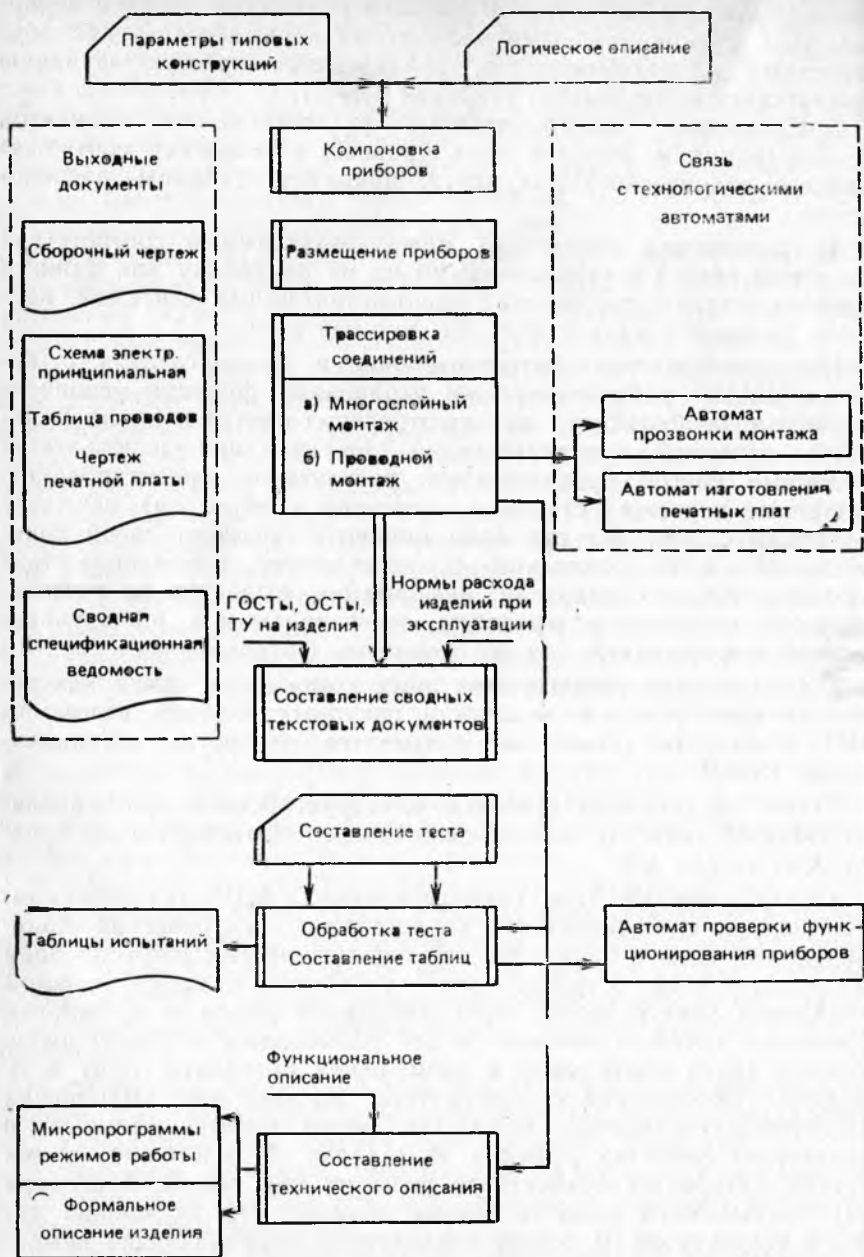 Параметры типовых
конструкций
Логическое описание
Выходные
документы
Сборочный чертеж
Схема электр.
принципиальная
Таблица проводов
Чертеж
печатной платы
Сводная
спецификационная
ведомость
Компоновка
приборов
Размещение приборов
Трассировка
соединений
а) Многослойный
монтаж
б) Проводной
монтаж
Связь
с технологическими
автоматами
Автомат
прозвонки монтажа
Автомат изготовления
печатных плат
ГОСТы, ОСТы,
ТУ на изделия
Нормы расхода
изделий при
эксплуатации
Составление сводных
текстовых документов
Составление теста
Обработка теста
Составление таблиц
Таблицы испытаний
Автомат проверки функ-
ционирования приборов
Функциональное
описание
Микропрограммы
режимов работы
Формальное
описание изделия
Составление
технического описания